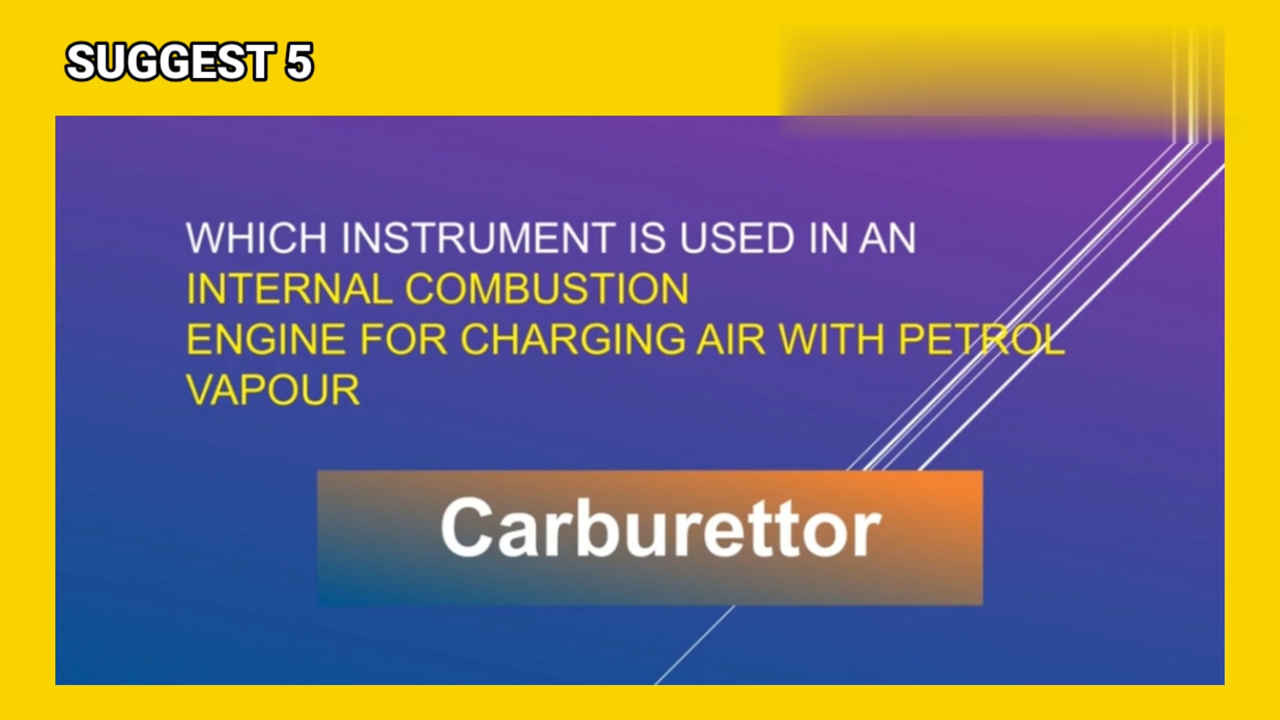 SUGGEST 5
WHICH INSTRUMENT IS USED IN AN
INTERNAL COMBUSTION
ENGINE FOR CHARGING AIR WITH PETROL
VAPOUR
Carburettor